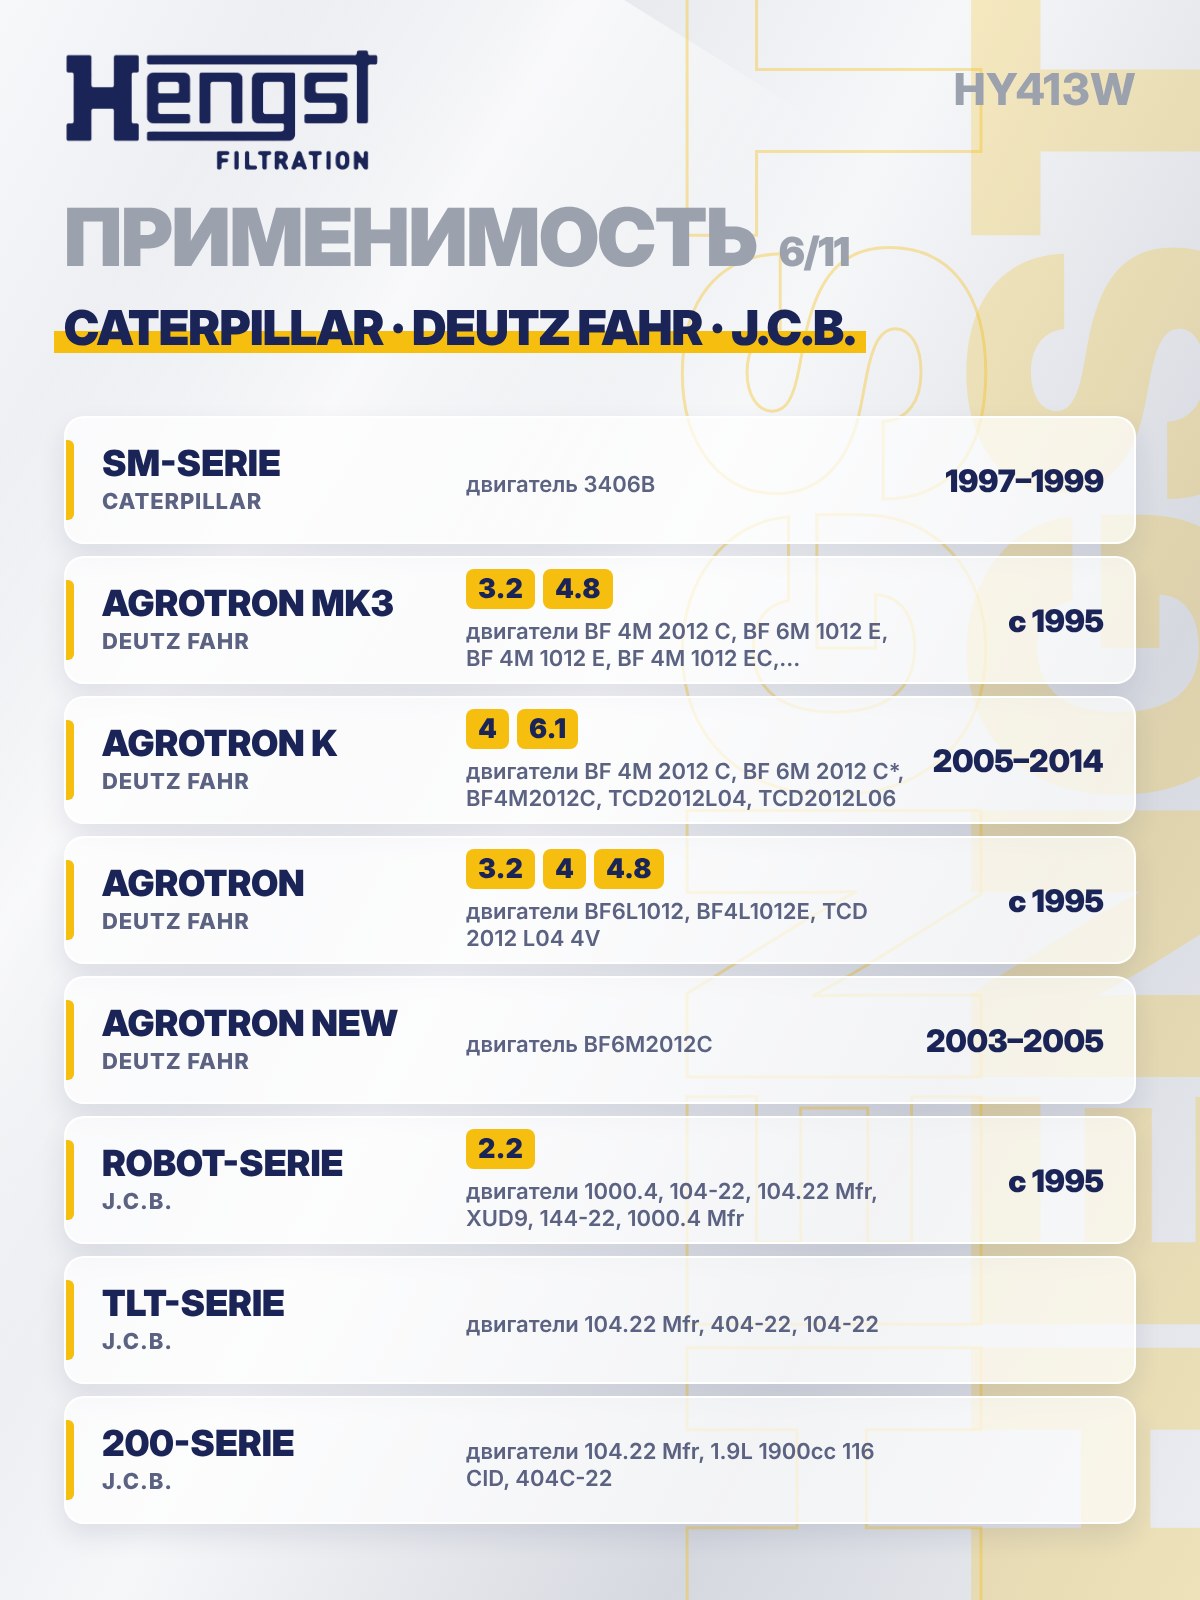 Hengst
FILTRATION
HY413W
ПРИМЕНИМОСТЬ 6/11
CATERPILLAR · DEUTZ FAHR · J.C.B.
SM-SERIE
CATERPILLAR
двигатель 3406B
1997–1999
AGROTRON MK3
DEUTZ FAHR
3.2 4.8
двигатели BF 4M 2012 C, BF 6M 1012 E,
BF 4M 1012 E, BF 4M 1012 EC,...
с 1995
AGROTRON K
DEUTZ FAHR
4 6.1
двигатели BF 4M 2012 C, BF 6M 2012 C*,
BF4M2012C, TCD2012L04, TCD2012L06
2005–2014
AGROTRON
DEUTZ FAHR
3.2 4 4.8
двигатели BF6L1012, BF4L1012E, TCD
2012 L04 4V
с 1995
AGROTRON NEW
DEUTZ FAHR
двигатель BF6M2012C
2003–2005
ROBOT-SERIE
J.C.B.
2.2
двигатели 1000.4, 104-22, 104.22 Mfr,
XUD9, 144-22, 1000.4 Mfr
с 1995
TLT-SERIE
J.C.B.
двигатели 104.22 Mfr, 404-22, 104-22
200-SERIE
J.C.B.
двигатели 104.22 Mfr, 1.9L 1900cc 116
CID, 404C-22
HENGST
HENGST